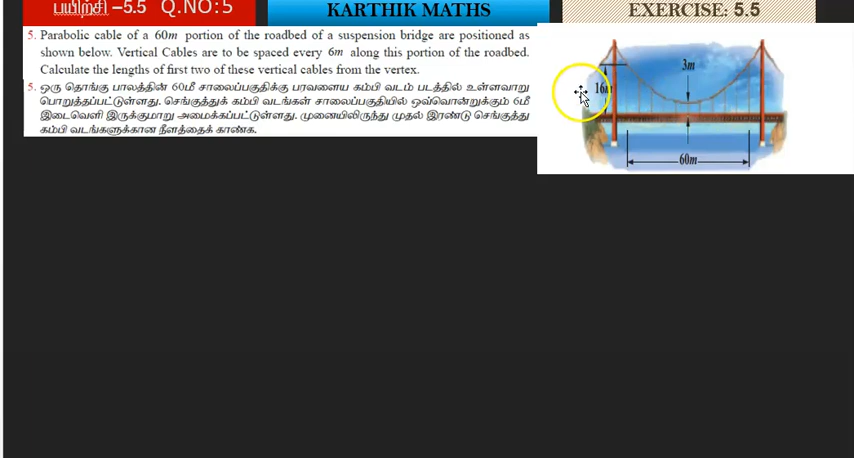 பயிற்சி –5.5 Q.NO: 5
KARTHIK MATHS
EXERCISE: 5.5
5. Parabolic cable of a 60m portion of the roadbed of a suspension bridge are positioned as
shown below. Vertical Cables are to be spaced every 6m along this portion of the roadbed.
Calculate the lengths of first two of these vertical cables from the vertex.
5. ஒரு தொங்கு பாலத்தின் 60மீ சாலைப்பகுதிக்கு பரவளைய கம்பி வடம் படத்தில் உள்ளவாறு
பொறுத்தப்பட்டுள்ளது. செங்குத்துக் கம்பி வடங்கள் சாலைப்பகுதியில் ஒவ்வொன்றுக்கும் 6மீ
இடைவெளி இருக்குமாறு அமைக்கப்பட்டுள்ளது. முனையிலிருந்து முதல் இரண்டு செங்குத்து
கம்பி வடங்களுக்கான நீளத்தைக் காண்க.
3m
16m
60m